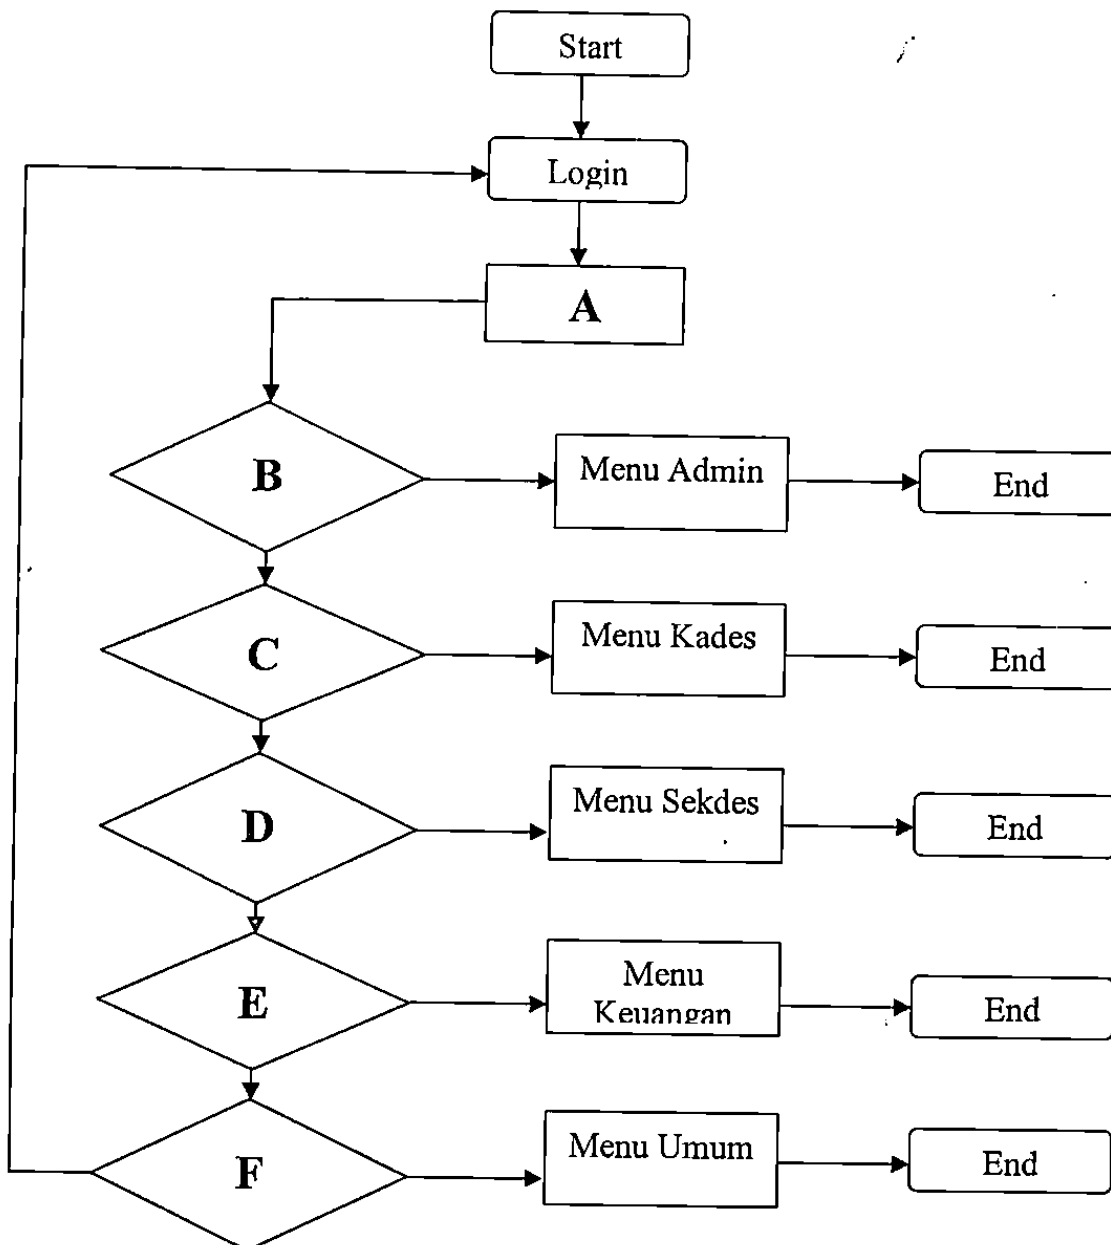 Start
Login
A
B
Menu Admin
End
C
Menu Kades
End
D
Menu Sekdes
End
E
Menu
Keuangan
End
F
Menu Umum
End